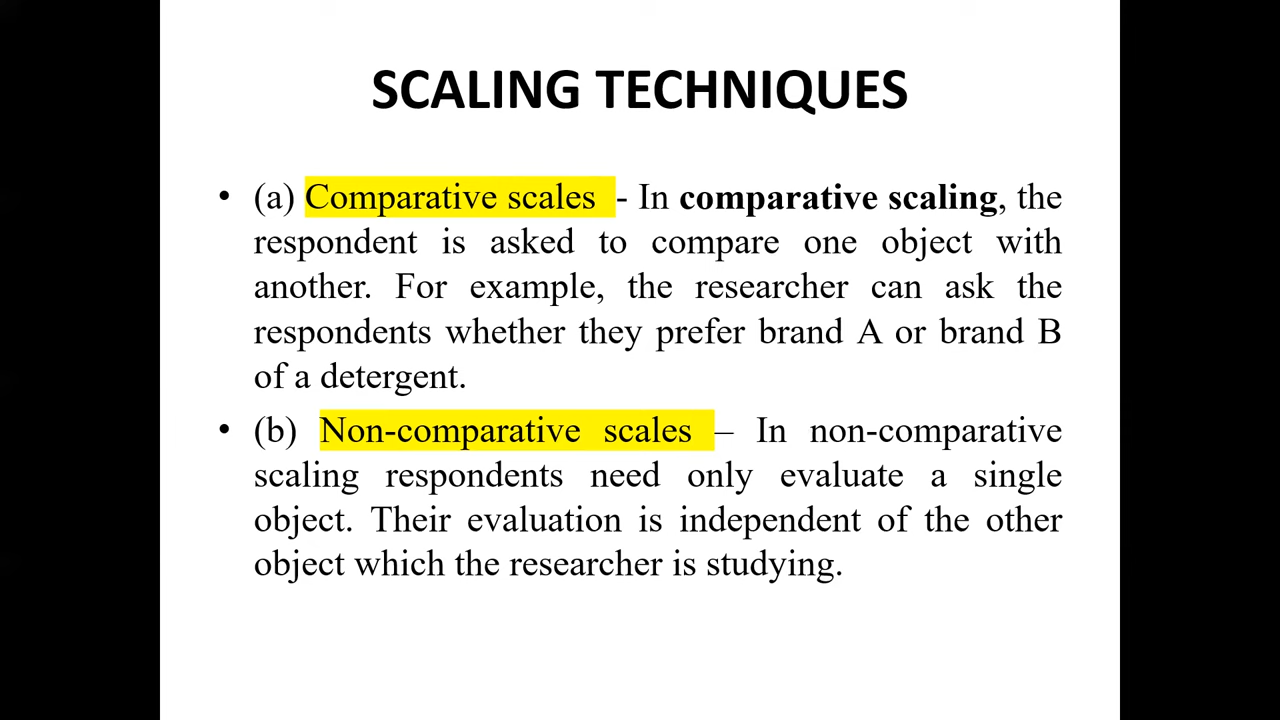 SCALING TECHNIQUES
• (a) Comparative scales - In comparative scaling, the
respondent is asked to compare one object with
another. For example, the researcher can ask the
respondents whether they prefer brand A or brand B
of a detergent.
• (b) Non-comparative scales – In non-comparative
scaling respondents need only evaluate a single
object. Their evaluation is independent of the other
object which the researcher is studying.